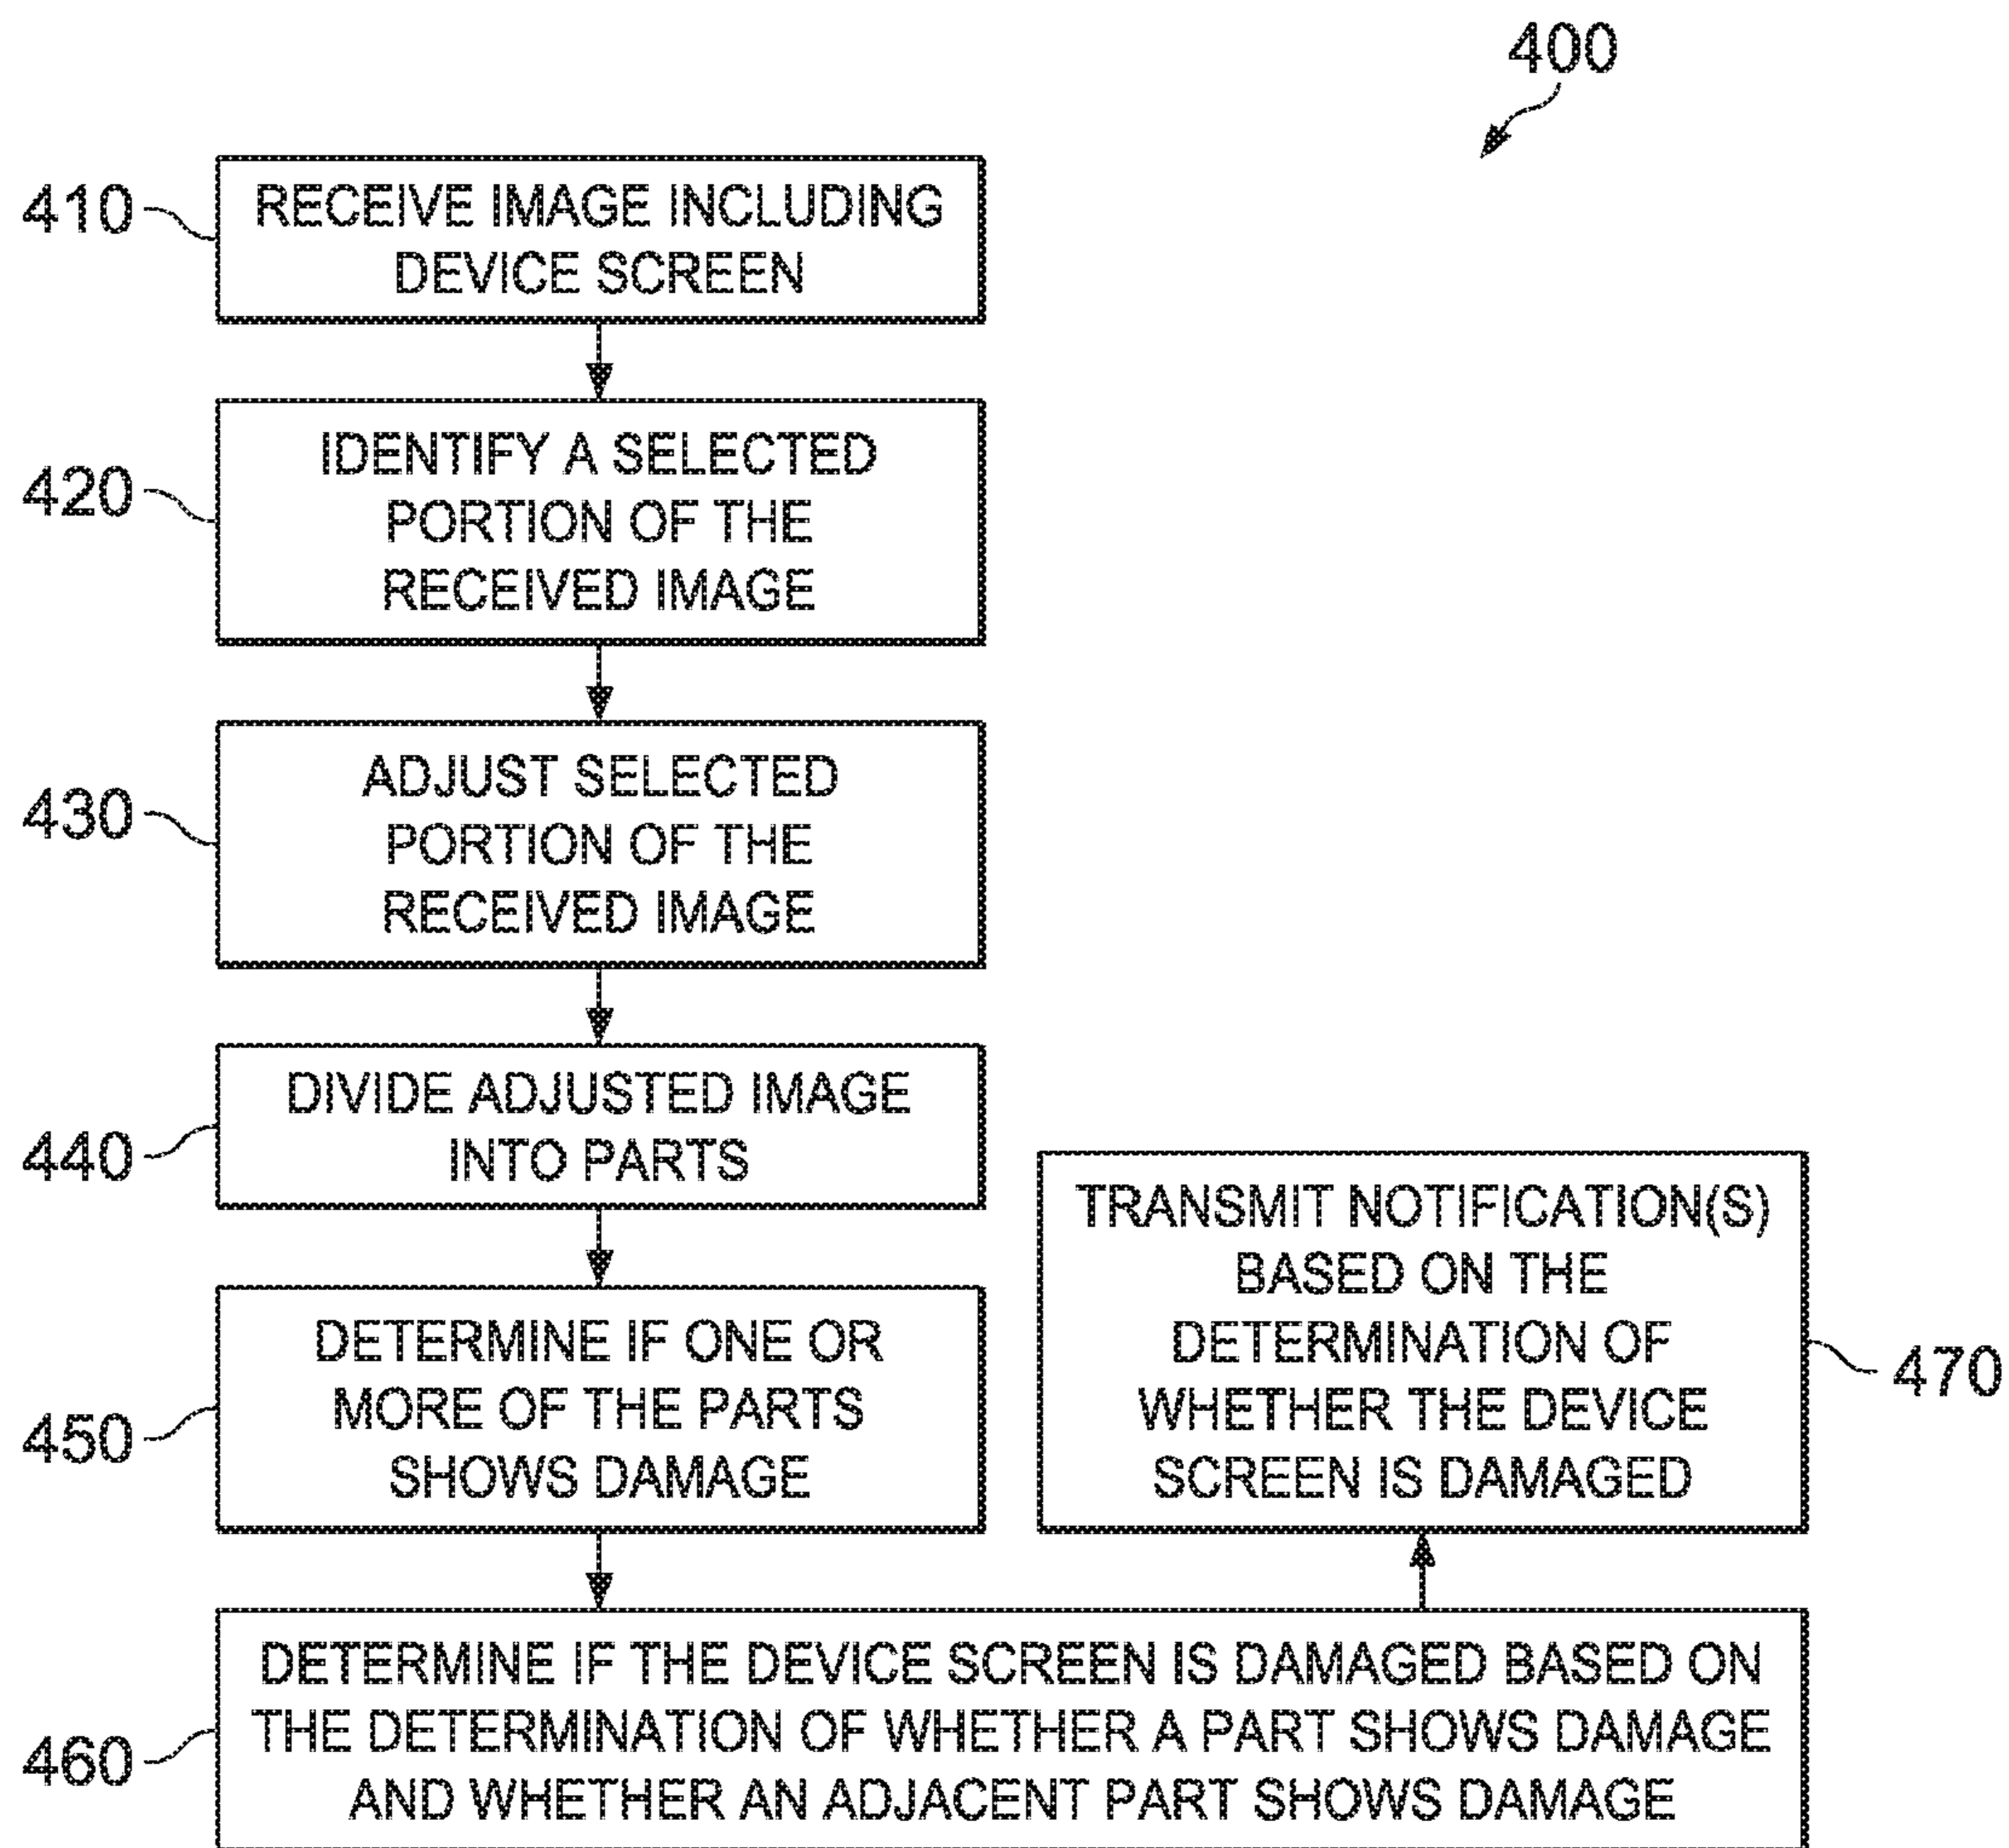 400
410
RECEIVE IMAGE INCLUDING
DEVICE SCREEN
420
IDENTIFY A SELECTED
PORTION OF THE
RECEIVED IMAGE
430
ADJUST SELECTED
PORTION OF THE
RECEIVED IMAGE
440
DIVIDE ADJUSTED IMAGE
INTO PARTS
450
DETERMINE IF ONE OR
MORE OF THE PARTS
SHOWS DAMAGE
460
DETERMINE IF THE DEVICE SCREEN IS DAMAGED BASED ON
THE DETERMINATION OF WHETHER A PART SHOWS DAMAGE
AND WHETHER AN ADJACENT PART SHOWS DAMAGE
TRANSMIT NOTIFICATION(S)
BASED ON THE
DETERMINATION OF
WHETHER THE DEVICE
SCREEN IS DAMAGED
470